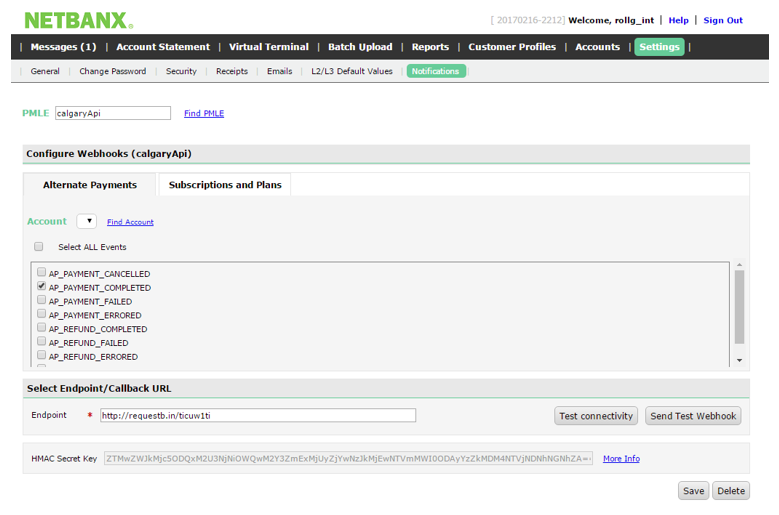 NETBANX®
[ 20170216-2212] Welcome, rollg_int | Help | Sign Out
| Messages (1) | Account Statement | Virtual Terminal | Batch Upload | Reports | Customer Profiles | Accounts | Settings |
| General | Change Password | Security | Receipts | Emails | L2/L3 Default Values | Notifications |
PMLE calgaryApi Find PMLE
Configure Webhooks (calgaryApi)
Alternate Payments Subscriptions and Plans
Account Find Account
Select ALL Events
AP_PAYMENT_CANCELLED
AP_PAYMENT_COMPLETED
AP_PAYMENT_FAILED
AP_PAYMENT_ERRORED
AP_REFUND_COMPLETED
AP_REFUND_FAILED
AP_REFUND_ERRORED
Select Endpoint/Callback URL
Endpoint * http://requestb.in/ticuw1ti Test connectivity Send Test Webhook
HMAC Secret Key More Info
Save Delete